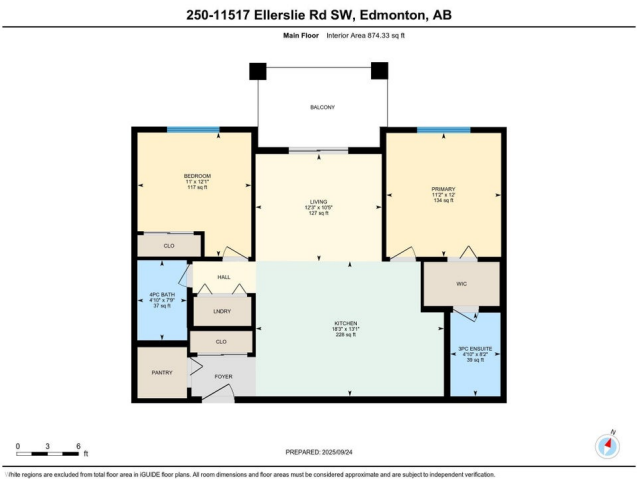 250-11517 Ellerslie Rd SW, Edmonton, AB
Main Floor Interior Area 874.33 sq ft
BALCONY
BEDROOM
11' x 12'1"
117 sq ft
LIVING
12'3" x 10'5"
127 sq ft
PRIMARY
11'2" x 12'
134 sq ft
CLO
HALL
WIC
4PC BATH
4'10" x 7'9"
37 sq ft
LNDRY
KITCHEN
18'3" x 13'1"
228 sq ft
CLO
3PC ENSUITE
4'10" x 8'2"
39 sq ft
PANTRY
FOYER
N
0 3 6
ft
PREPARED: 2025/09/24
White regions are excluded from total floor area in iGUIDE floor plans. All room dimensions and floor areas must be considered approximate and are subject to independent verification.